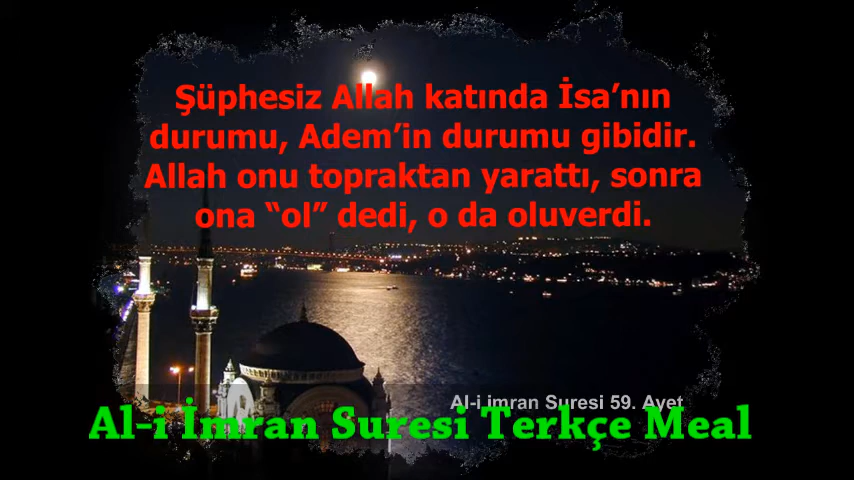 Şüphesiz Allah katında İsa’nın
durumu, Adem’in durumu gibidir.
Allah onu topraktan yarattı, sonra
ona “ol” dedi, o da oluverdi.
Al-i imran Suresi 59. Ayet
Al-i İmran Suresi Terkçe Meal